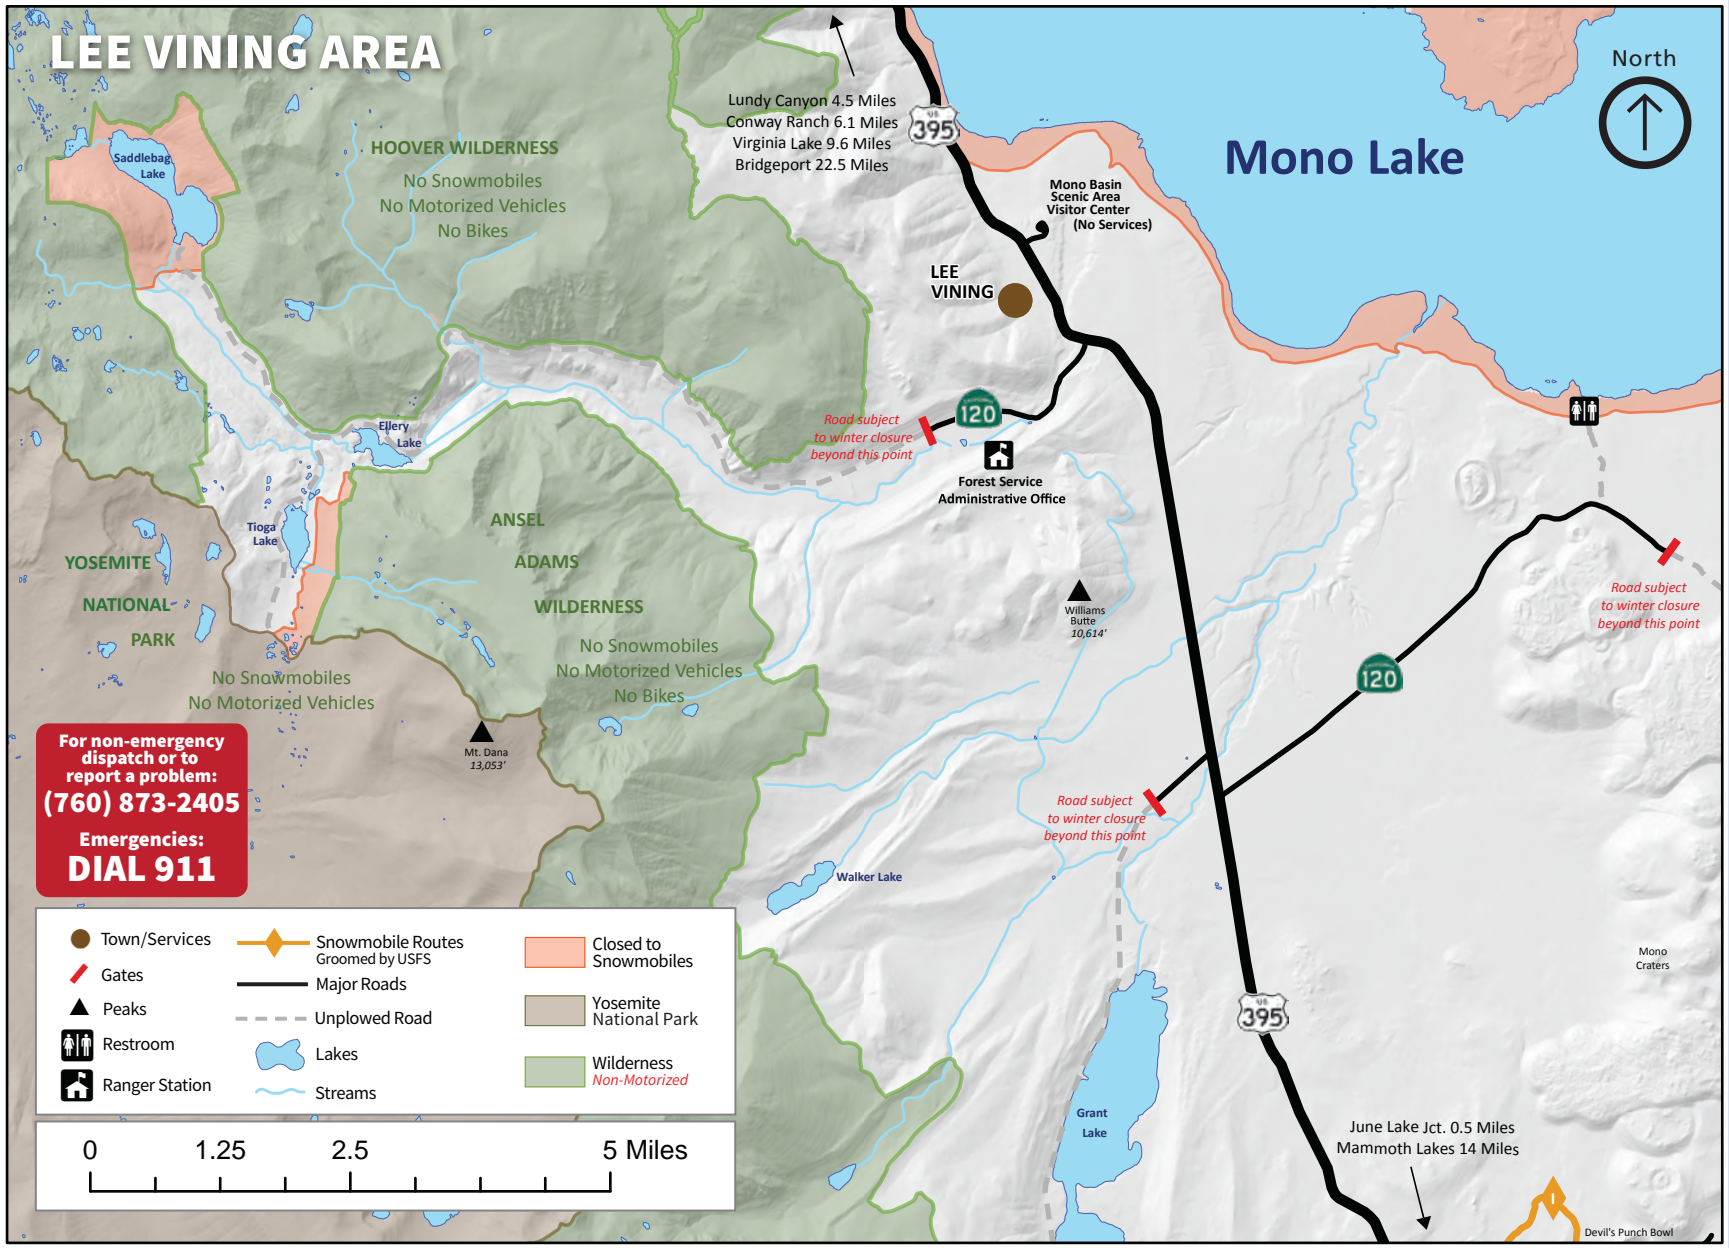 LEE VINING AREA
North
Lundy Canyon 4.5 Miles
Conway Ranch 6.1 Miles
Virginia Lake 9.6 Miles
Bridgeport 22.5 Miles
US
395
Mono Lake
Saddlebag
Lake
HOOVER WILDERNESS
No Snowmobiles
No Motorized Vehicles
No Bikes
Mono Basin
Scenic Area
Visitor Center
(No Services)
LEE
VINING
Ellery
Lake
Road subject
to winter closure
beyond this point
CALIFORNIA
120
Forest Service
Administrative Office
Tioga
Lake
ANSEL
ADAMS
WILDERNESS
No Snowmobiles
No Motorized Vehicles
No Bikes
YOSEMITE
NATIONAL
PARK
No Snowmobiles
No Motorized Vehicles
Williams
Butte
10,614'
Road subject
to winter closure
beyond this point
CALIFORNIA
120
Mt. Dana
13,053'
For non-emergency
dispatch or to
report a problem:
(760) 873-2405
Emergencies:
DIAL 911
Road subject
to winter closure
beyond this point
Walker Lake
Mono
Craters
US
395
Grant
Lake
June Lake Jct. 0.5 Miles
Mammoth Lakes 14 Miles
Devil's Punch Bowl
Town/Services
Gates
Peaks
Restroom
Ranger Station
Snowmobile Routes
Groomed by USFS
Major Roads
Unplowed Road
Lakes
Streams
Closed to
Snowmobiles
Yosemite
National Park
Wilderness
Non-Motorized
0 1.25 2.5 5 Miles